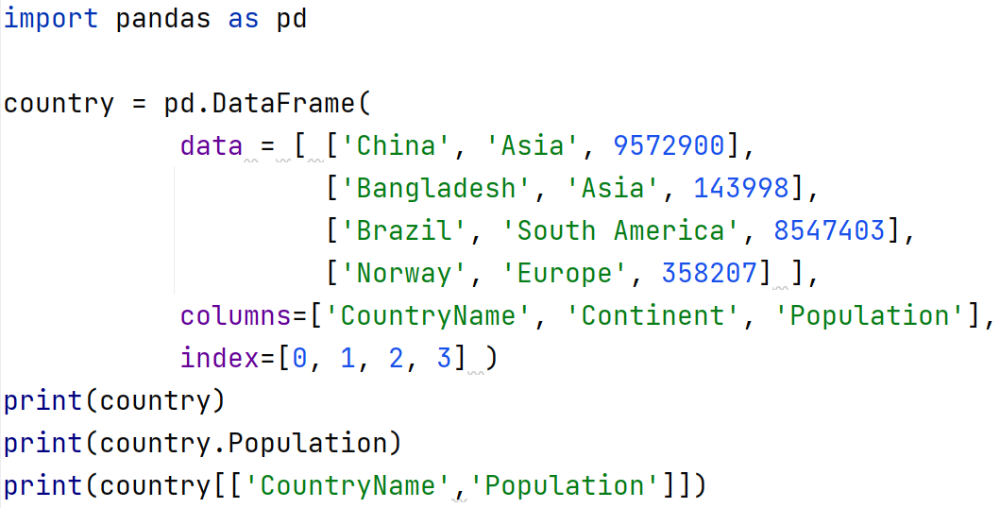 import pandas as pd
country = pd.DataFrame(
data = [ ['China', 'Asia', 9572900],
['Bangladesh', 'Asia', 143998],
['Brazil', 'South America', 8547403],
['Norway', 'Europe', 358207] ],
columns=['CountryName', 'Continent', 'Population'],
index=[0, 1, 2, 3] )
print(country)
print(country.Population)
print(country[['CountryName','Population']])